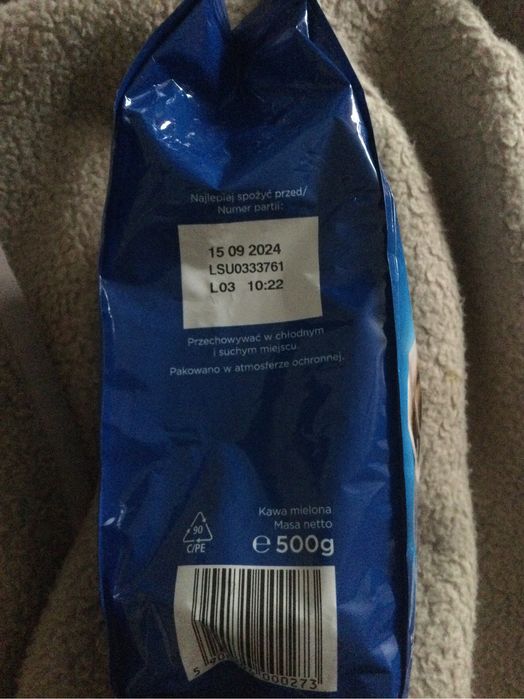 Najlepiej spożyć przed/
Numer partii:
15 09 2024
LSU0333761
L03 10:22
Przechowywać w chłodnym
i suchym miejscu.
Pakowano w atmosferze ochronnej.
90
C/PE
Kawa mielona
Masa netto
e 500g
000273